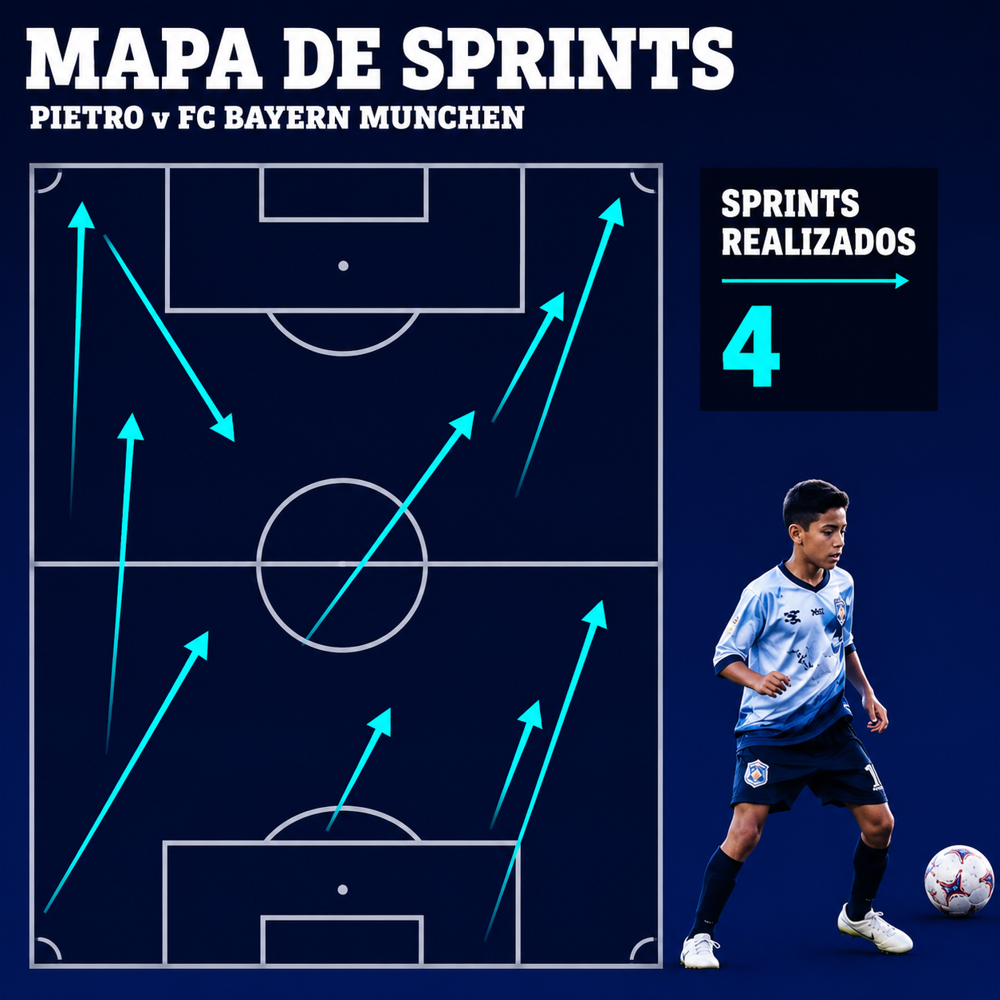 MAPA DE SPRINTS
PIETRO v FC BAYERN MUNCHEN
SPRINTS
REALIZADOS
4